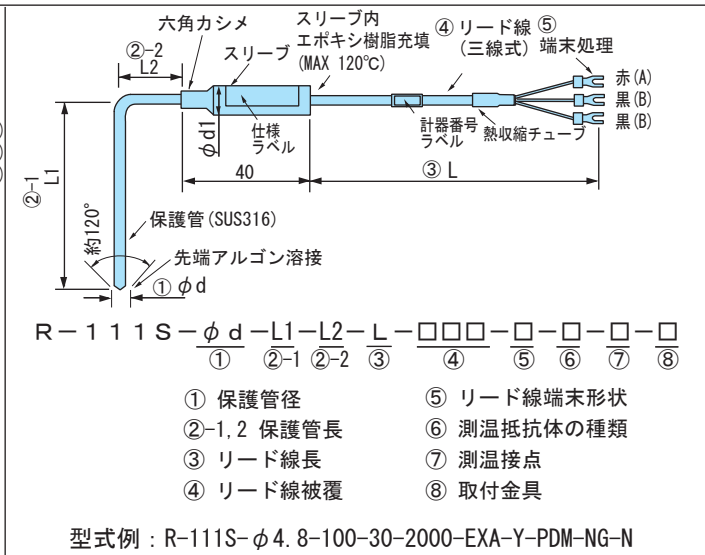 六角カシメ
スリーブ
スリーブ内
エポキシ樹脂充填
(MAX 120℃)
④ リード線
(三線式)
⑤
端末処理
②-2
L2
赤(A)
黒(B)
黒(B)
φd1
仕様
ラベル
計器番号
ラベル
熱収縮チューブ
40
③ L
②-1
L1
保護管(SUS316)
約120°
先端アルゴン溶接
① φd
R-111S-φd-L1-L2-L-□□□-□-□-□-□
① ②-1 ②-2 ③ ④ ⑤ ⑥ ⑦ ⑧
① 保護管径
②-1,2 保護管長
③ リード線長
④ リード線被覆
⑤ リード線端末形状
⑥ 測温抵抗体の種類
⑦ 測温接点
⑧ 取付金具
型式例：R-111S-φ4.8-100-30-2000-EXA-Y-PDM-NG-N